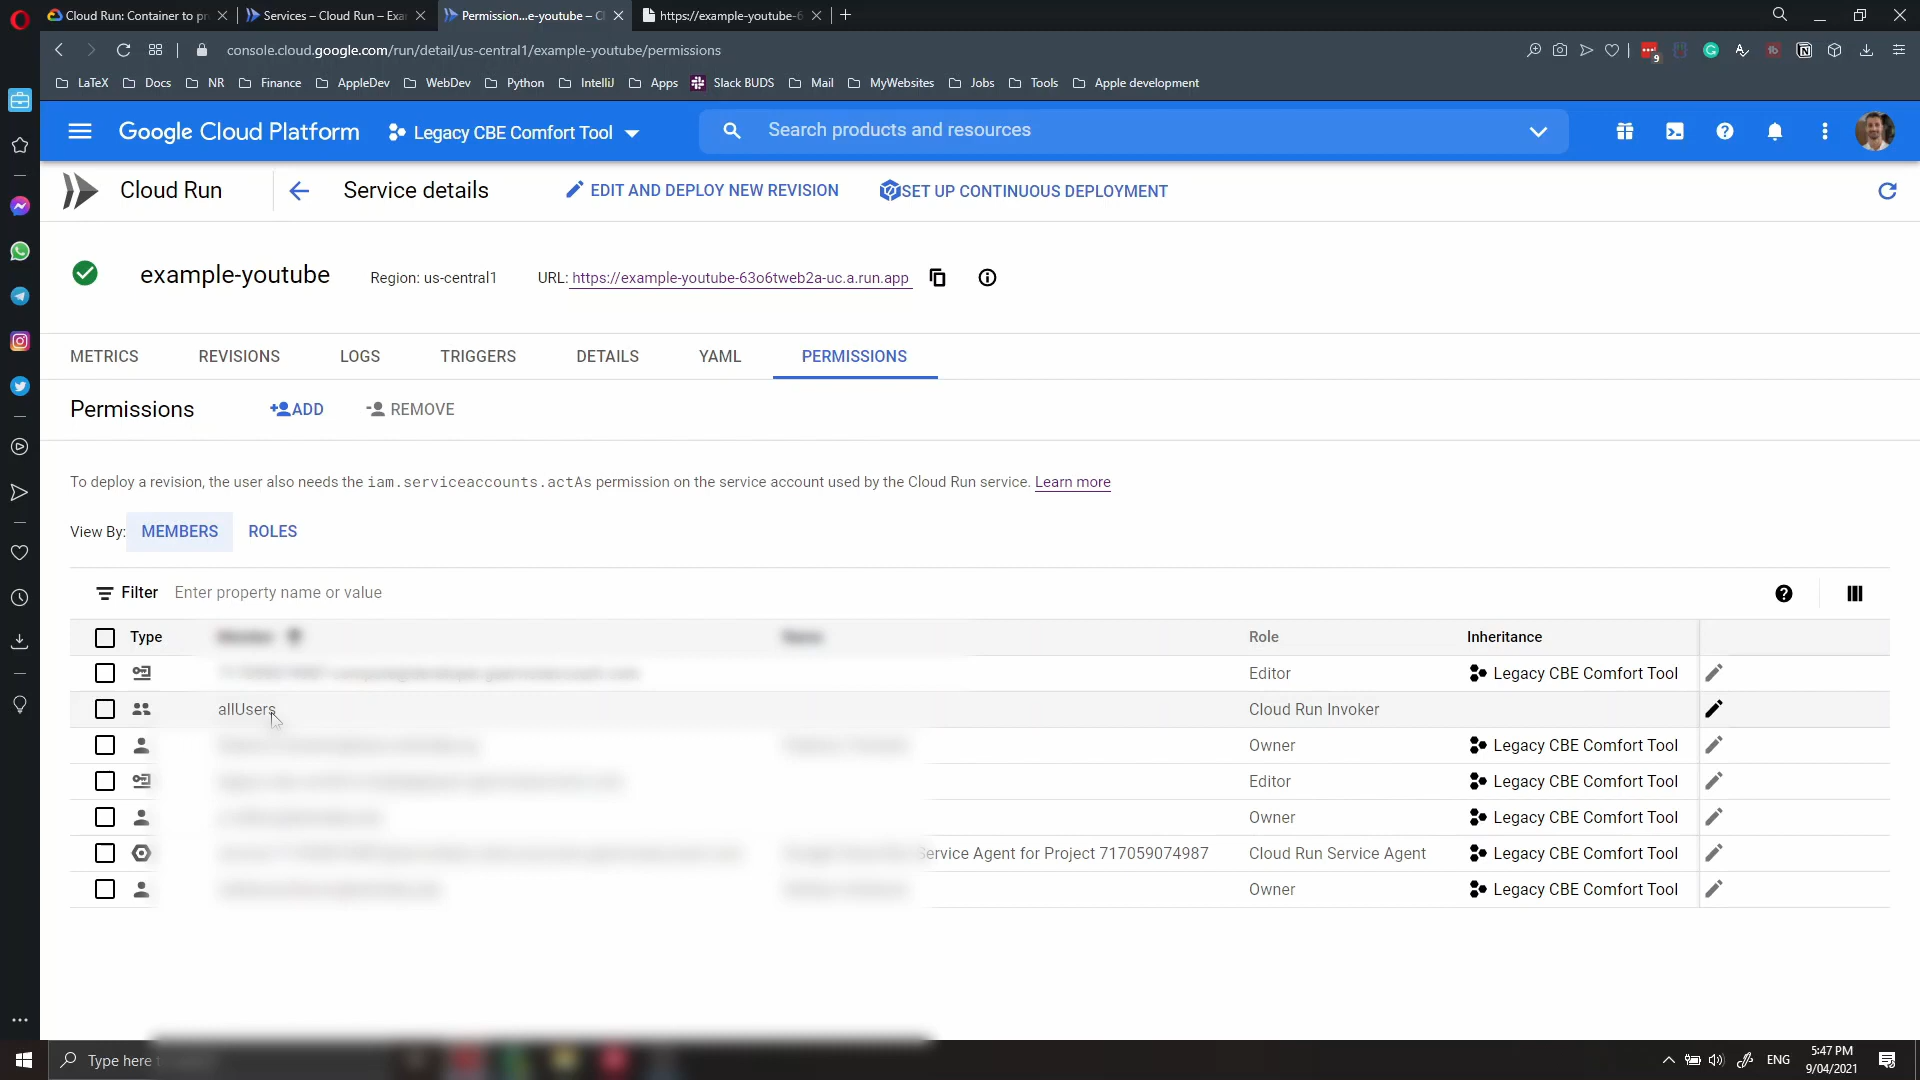 Cloud Run: Container to pr
Services – Cloud Run – Exa
Permission...e-youtube – Cl
https://example-youtube-6
console.cloud.google.com/run/detail/us-central1/example-youtube/permissions
9
LaTeX
Docs
NR
Finance
AppleDev
WebDev
Python
IntelliJ
Apps
Slack BUDS
Mail
MyWebsites
Jobs
Tools
Apple development
Google Cloud Platform
Legacy CBE Comfort Tool
Search products and resources
Cloud Run
Service details
EDIT AND DEPLOY NEW REVISION
SET UP CONTINUOUS DEPLOYMENT
example-youtube
Region: us-central1
URL: https://example-youtube-63o6tweb2a-uc.a.run.app
METRICS
REVISIONS
LOGS
TRIGGERS
DETAILS
YAML
PERMISSIONS
Permissions
ADD
REMOVE
To deploy a revision, the user also needs the iam.serviceaccounts.actAs permission on the service account used by the Cloud Run service. Learn more
View By: MEMBERS ROLES
Filter Enter property name or value
Type Role Inheritance
Editor Legacy CBE Comfort Tool
allUsers Cloud Run Invoker
Owner Legacy CBE Comfort Tool
Editor Legacy CBE Comfort Tool
Owner Legacy CBE Comfort Tool
Service Agent for Project 717059074987 Cloud Run Service Agent Legacy CBE Comfort Tool
Owner Legacy CBE Comfort Tool
Type here
ENG
5:47 PM
9/04/2021